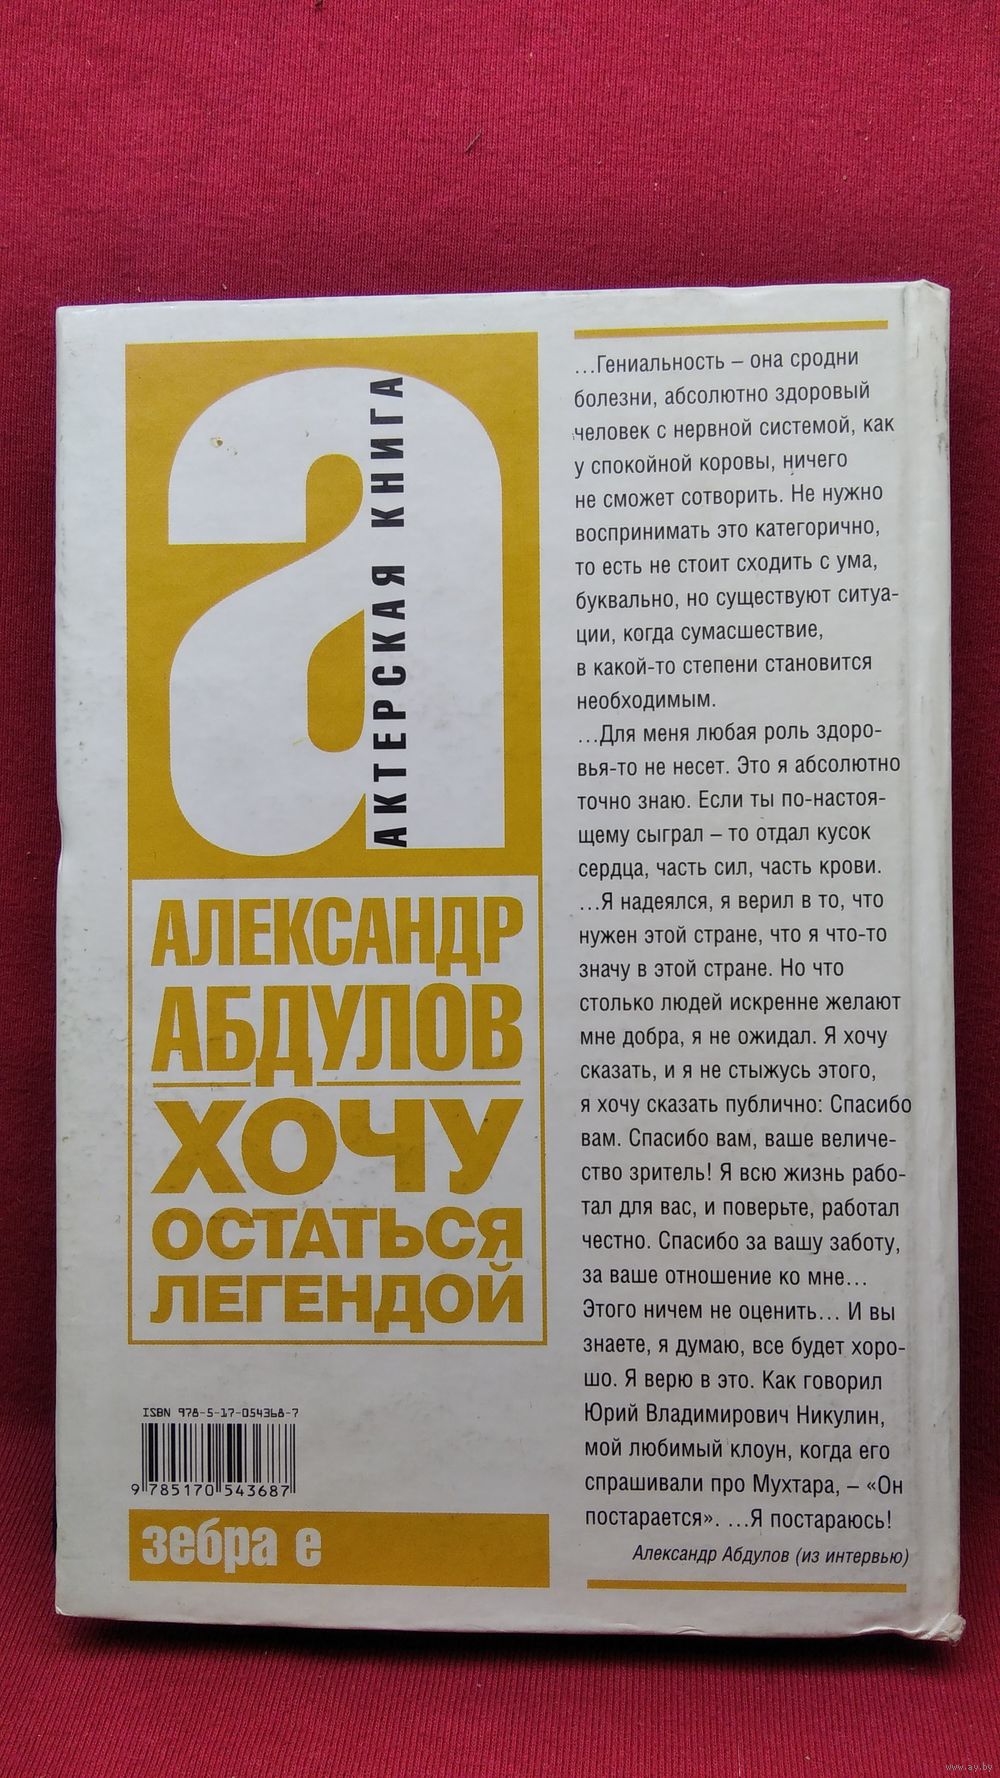 а
АКТЕРСКАЯ КНИГА
АЛЕКСАНДР
АБДУЛОВ
ХОЧУ
ОСТАТЬСЯ
ЛЕГЕНДОЙ
ISBN 978-5-17-054368-7
9 785170 543687
зебра е
...Гениальность – она сродни
болезни, абсолютно здоровый
человек с нервной системой, как
у спокойной коровы, ничего
не сможет сотворить. Не нужно
воспринимать это категорично,
то есть не стоит сходить с ума,
буквально, но существуют ситуа-
ции, когда сумасшествие,
в какой-то степени становится
необходимым.
...Для меня любая роль здоро-
вья-то не несет. Это я абсолютно
точно знаю. Если ты по-настоя-
щему сыграл – то отдал кусок
сердца, часть сил, часть крови.
...Я надеялся, я верил в то, что
нужен этой стране, что я что-то
значу в этой стране. Но что
столько людей искренне желают
мне добра, я не ожидал. Я хочу
сказать, и я не стыжусь этого,
я хочу сказать публично: Спасибо
вам. Спасибо вам, ваше величе-
ство зритель! Я всю жизнь рабо-
тал для вас, и поверьте, работал
честно. Спасибо за вашу заботу,
за ваше отношение ко мне...
Этого ничем не оценить... И вы
знаете, я думаю, все будет хоро-
шо. Я верю в это. Как говорил
Юрий Владимирович Никулин,
мой любимый клоун, когда его
спрашивали про Мухтара, – «Он
постарается». ...Я постараюсь!
Александр Абдулов (из интервью)
www.ay.by